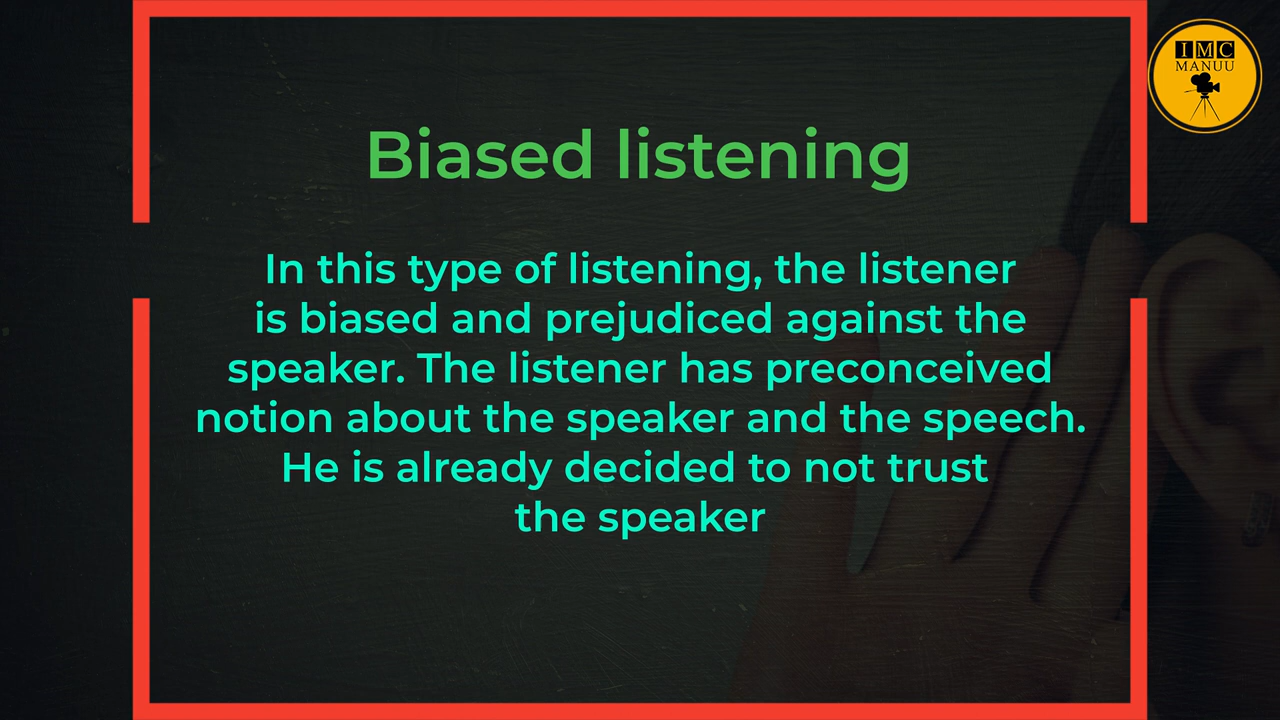 IMC
MANUU
Biased listening
In this type of listening, the listener
is biased and prejudiced against the
speaker. The listener has preconceived
notion about the speaker and the speech.
He is already decided to not trust
the speaker